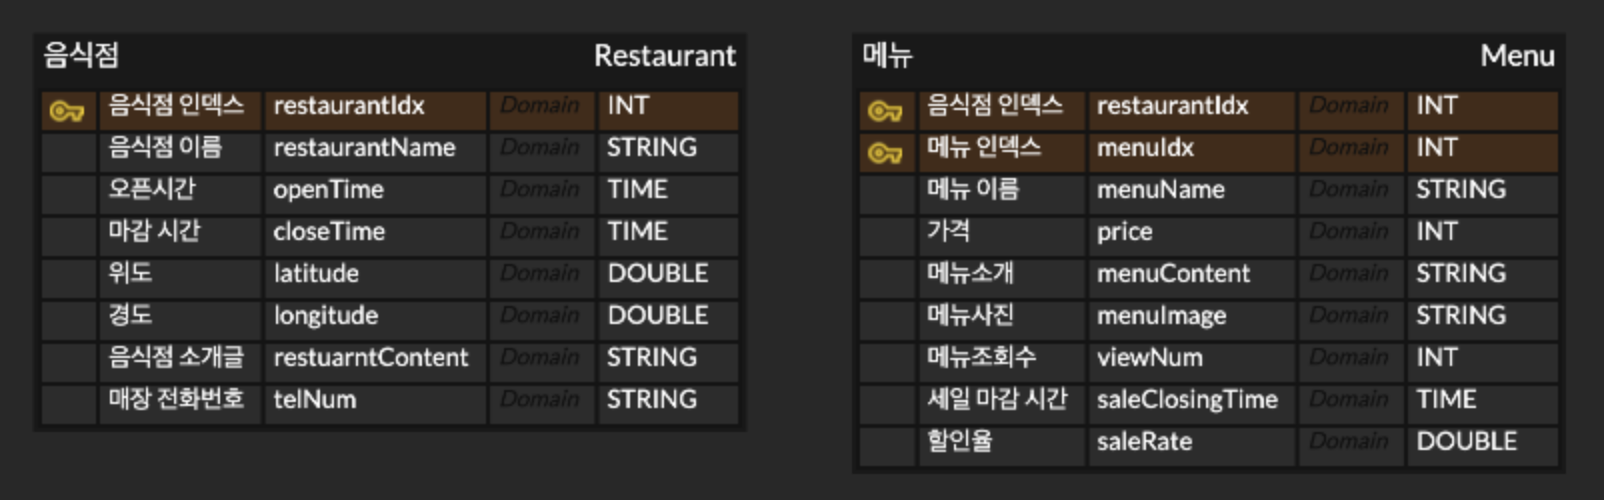 음식점 Restaurant
음식점 인덱스 restaurantIdx Domain INT
음식점 이름 restaurantName Domain STRING
오픈시간 openTime Domain TIME
마감 시간 closeTime Domain TIME
위도 latitude Domain DOUBLE
경도 longitude Domain DOUBLE
음식점 소개글 restuarntContent Domain STRING
매장 전화번호 telNum Domain STRING
메뉴 Menu
음식점 인덱스 restaurantIdx Domain INT
메뉴 인덱스 menuIdx Domain INT
메뉴 이름 menuName Domain STRING
가격 price Domain INT
메뉴소개 menuContent Domain STRING
메뉴사진 menuImage Domain STRING
메뉴조회수 viewNum Domain INT
세일 마감 시간 saleClosingTime Domain TIME
할인율 saleRate Domain DOUBLE